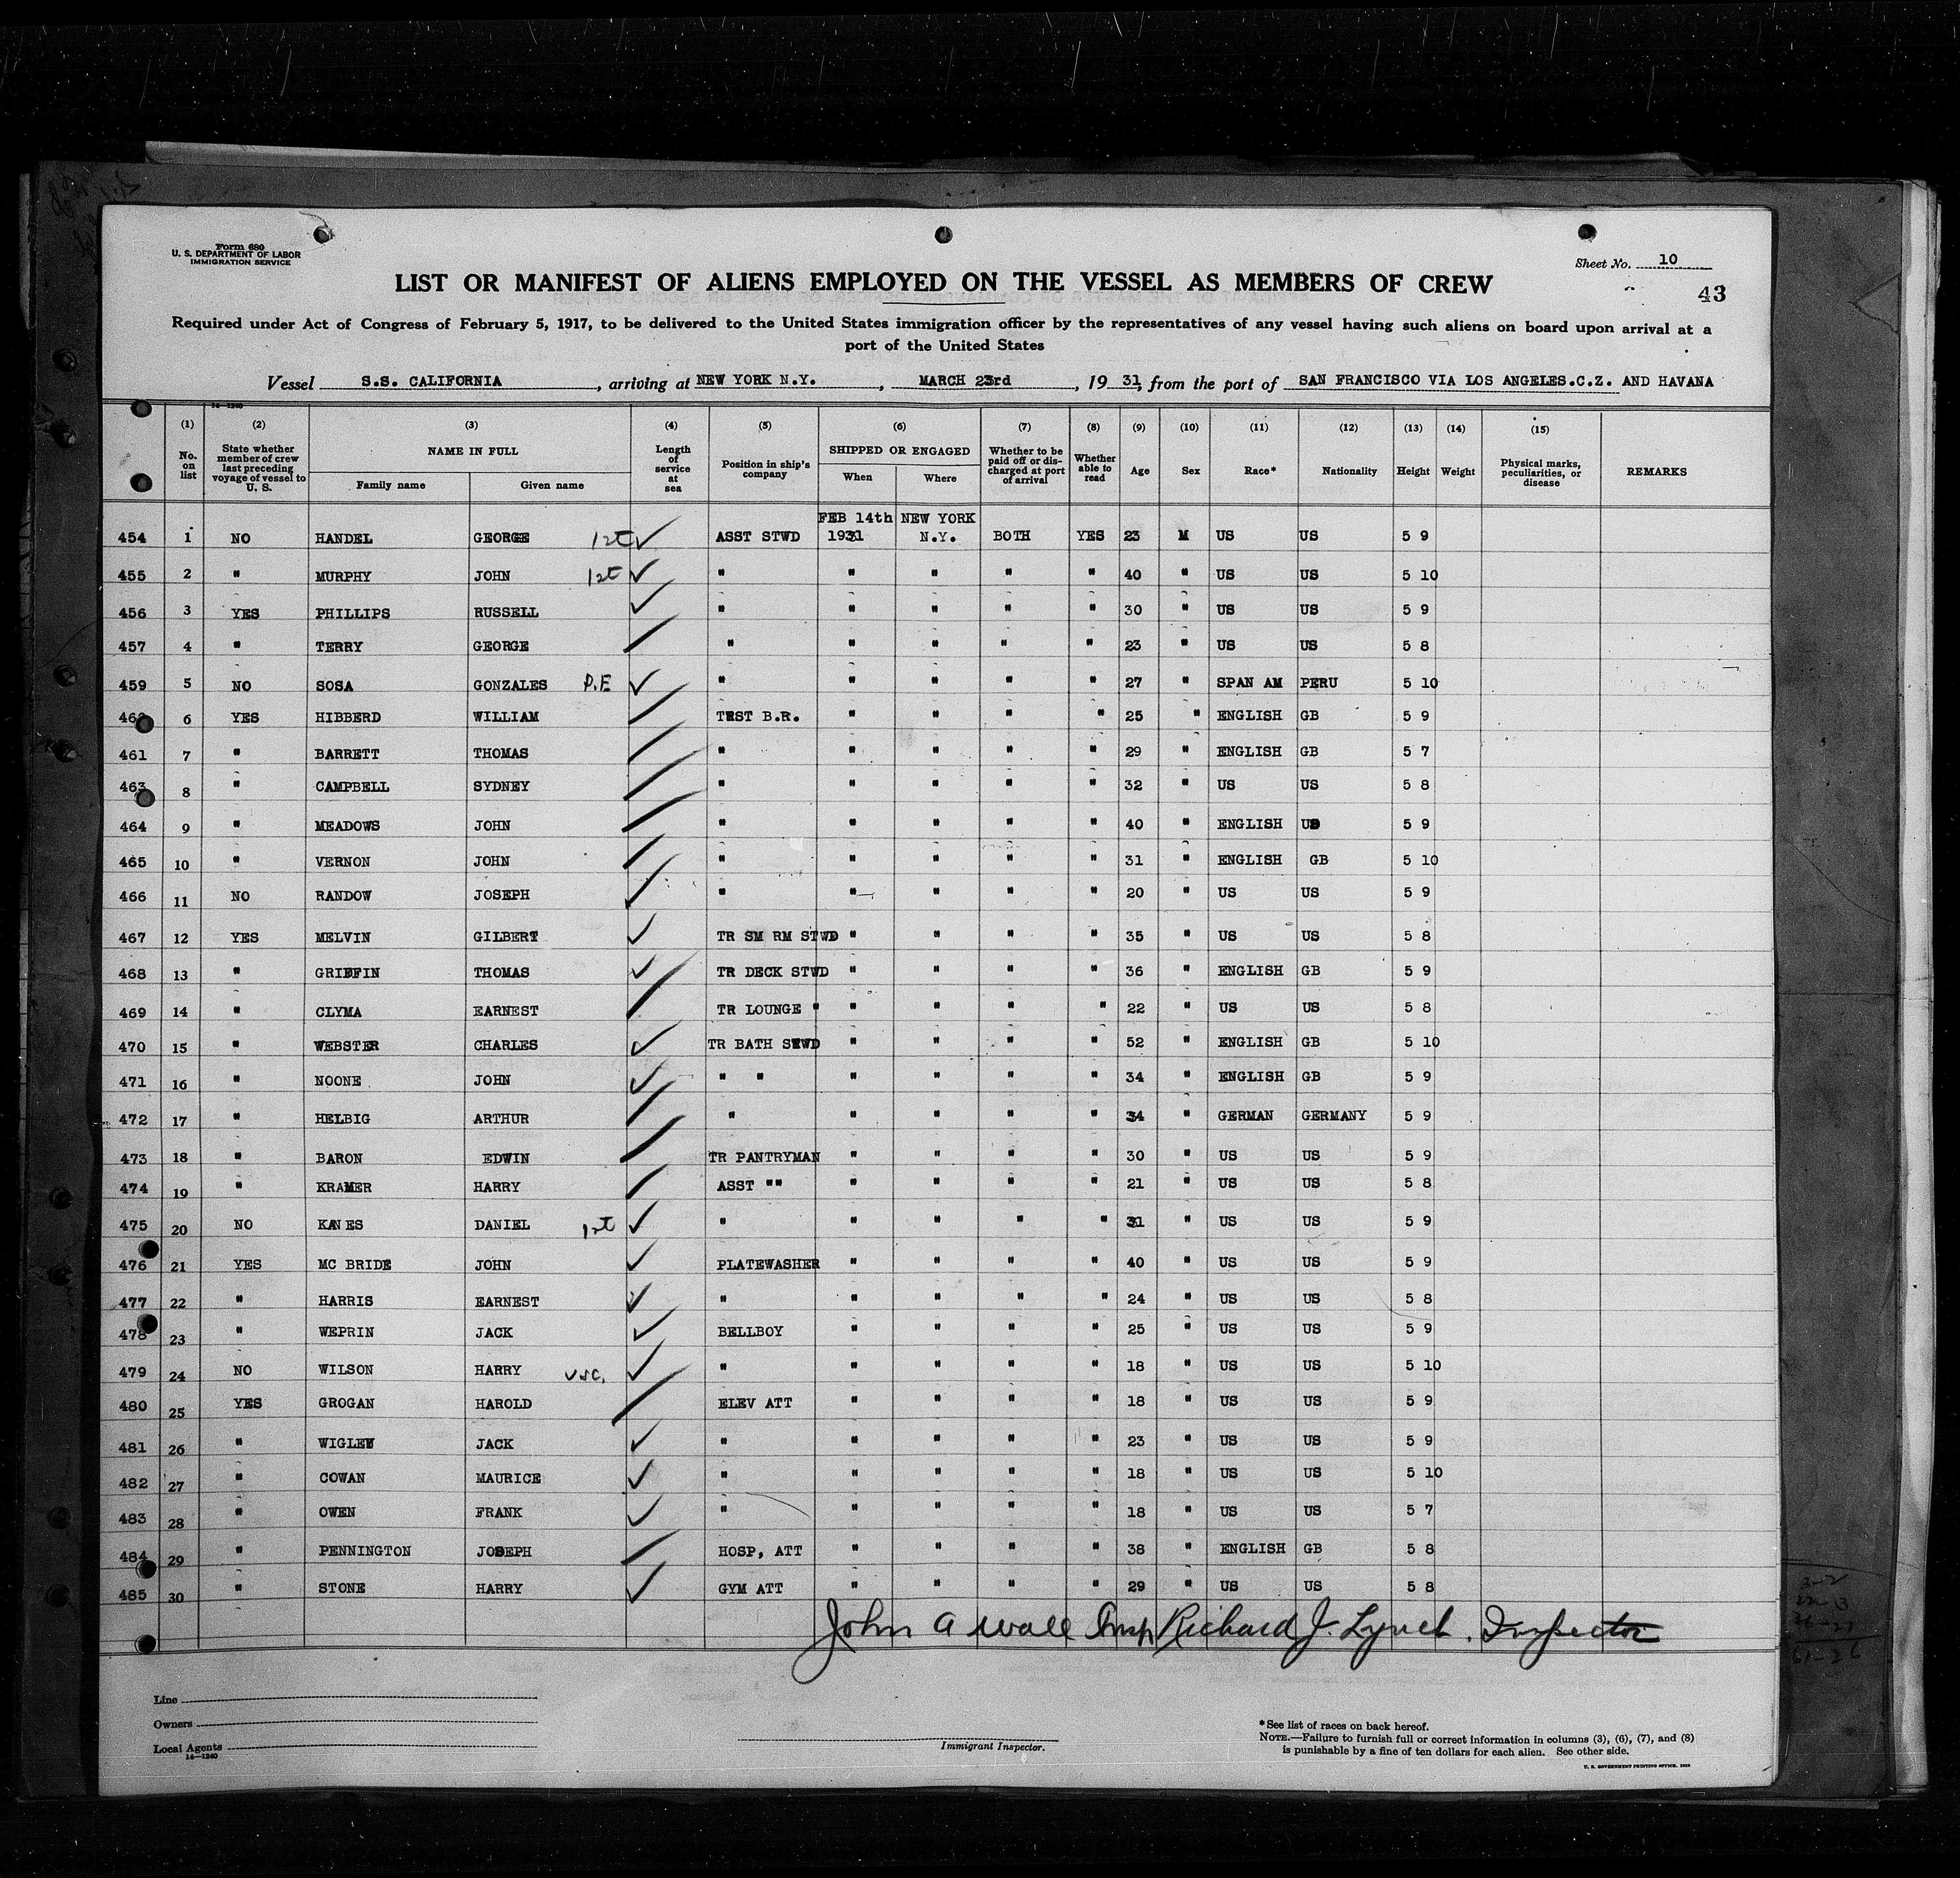 Form 680
U. S. DEPARTMENT OF LABOR
IMMIGRATION SERVICE
Sheet No. 10
LIST OR MANIFEST OF ALIENS EMPLOYED ON THE VESSEL AS MEMBERS OF CREW
43
Required under Act of Congress of February 5, 1917, to be delivered to the United States immigration officer by the representatives of any vessel having such aliens on board upon arrival at a
port of the United States
Vessel S.S. CALIFORNIA, arriving at NEW YORK N.Y., MARCH 23rd, 19 31, from the port of SAN FRANCISCO VIA LOS ANGELES.C.Z. AND HAVANA
14-1240
(1) (2) (3) (4) (5) (6) (7) (8) (9) (10) (11) (12) (13) (14) (15)
No. on list State whether member of crew last preceding voyage of vessel to U. S. NAME IN FULL Length of service at sea Position in ship's company SHIPPED OR ENGAGED Whether to be paid off or discharged at port of arrival Whether able to read Age Sex Race* Nationality Height Weight Physical marks, peculiarities, or disease REMARKS
Family name Given name When Where
454 1 NO HANDEL GEORGE 1st ✓ ASST STWD FEB 14th 1931 NEW YORK N.Y. BOTH YES 23 M US US 5 9
455 2 " MURPHY JOHN 1st ✓ " " " " " 40 " US US 5 10
456 3 YES PHILLIPS RUSSELL ✓ " " " " " 30 " US US 5 9
457 4 " TERRY GEORGE / " " " " " 23 " US US 5 8
459 5 NO SOSA GONZALES P.E ✓ " " " " " 27 " SPAN AM PERU 5 10
6 YES HIBBERD WILLIAM / TEST B.R. " " " " 25 " ENGLISH GB 5 9
461 7 " BARRETT THOMAS / " " " " " 29 " ENGLISH GB 5 7
463 8 " CAMPBELL SYDNEY / " " " " " 32 " US US 5 8
464 9 " MEADOWS JOHN / " " " " " 40 " ENGLISH US 5 9
465 10 " VERNON JOHN / " " " " " 31 " ENGLISH GB 5 10
466 11 NO RANDOW JOSEPH ✓ " " " " " 20 " US US 5 9
467 12 YES MELVIN GILBERT ✓ TR SM RM STWD " " " " 35 " US US 5 8
468 13 " GRIFFIN THOMAS ✓ TR DECK STWD " " " " 36 " ENGLISH GB 5 9
469 14 " CLYMA EARNEST / TR LOUNGE " " " " " 22 " US US 5 8
470 15 " WEBSTER CHARLES ✓ TR BATH STWD " " " " 52 " ENGLISH GB 5 10
471 16 " NOONE JOHN ✓ " " " " " " 34 " ENGLISH GB 5 9
472 17 " HELBIG ARTHUR / " " " " " 34 " GERMAN GERMANY 5 9
473 18 " BARON EDWIN / TR PANTRYMAN " " " " 30 " US US 5 9
474 19 " KRAMER HARRY / ASST "" " " " " 21 " US US 5 8
475 20 NO KANES DANIEL 1st ✓ " " " " " 31 " US US 5 9
476 21 YES MC BRIDE JOHN ✓ PLATEWASHER " " " " 40 " US US 5 9
477 22 " HARRIS EARNEST ✓ " " " " " 24 " US US 5 8
478 23 " WEPRIN JACK ✓ BELLBOY " " " " 25 " US US 5 9
479 24 NO WILSON HARRY USC. ✓ " " " " " 18 " US US 5 10
480 25 YES GROGAN HAROLD / ELEV ATT " " " " 18 " US US 5 9
481 26 " JACK ✓ " " " " " 23 " US US 5 9
482 27 " COWAN MAURICE ✓ " " " " " 18 " US US 5 10
483 28 " OWEN FRANK ✓ " " " " " 18 " US US 5 7
484 29 " PENNINGTON JOSEPH / HOSP, ATT " " " " 38 " ENGLISH GB 5 8
485 30 " STONE HARRY ✓ GYM ATT " " " " 29 " US US 5 8
John A Wall Insp Richard J. Lynch. Inspector
Line
Owners
Local Agents
14-1240
Immigrant Inspector.
*See list of races on back hereof.
NOTE.—Failure to furnish full or correct information in columns (3), (6), (7), and (8)
is punishable by a fine of ten dollars for each alien. See other side.